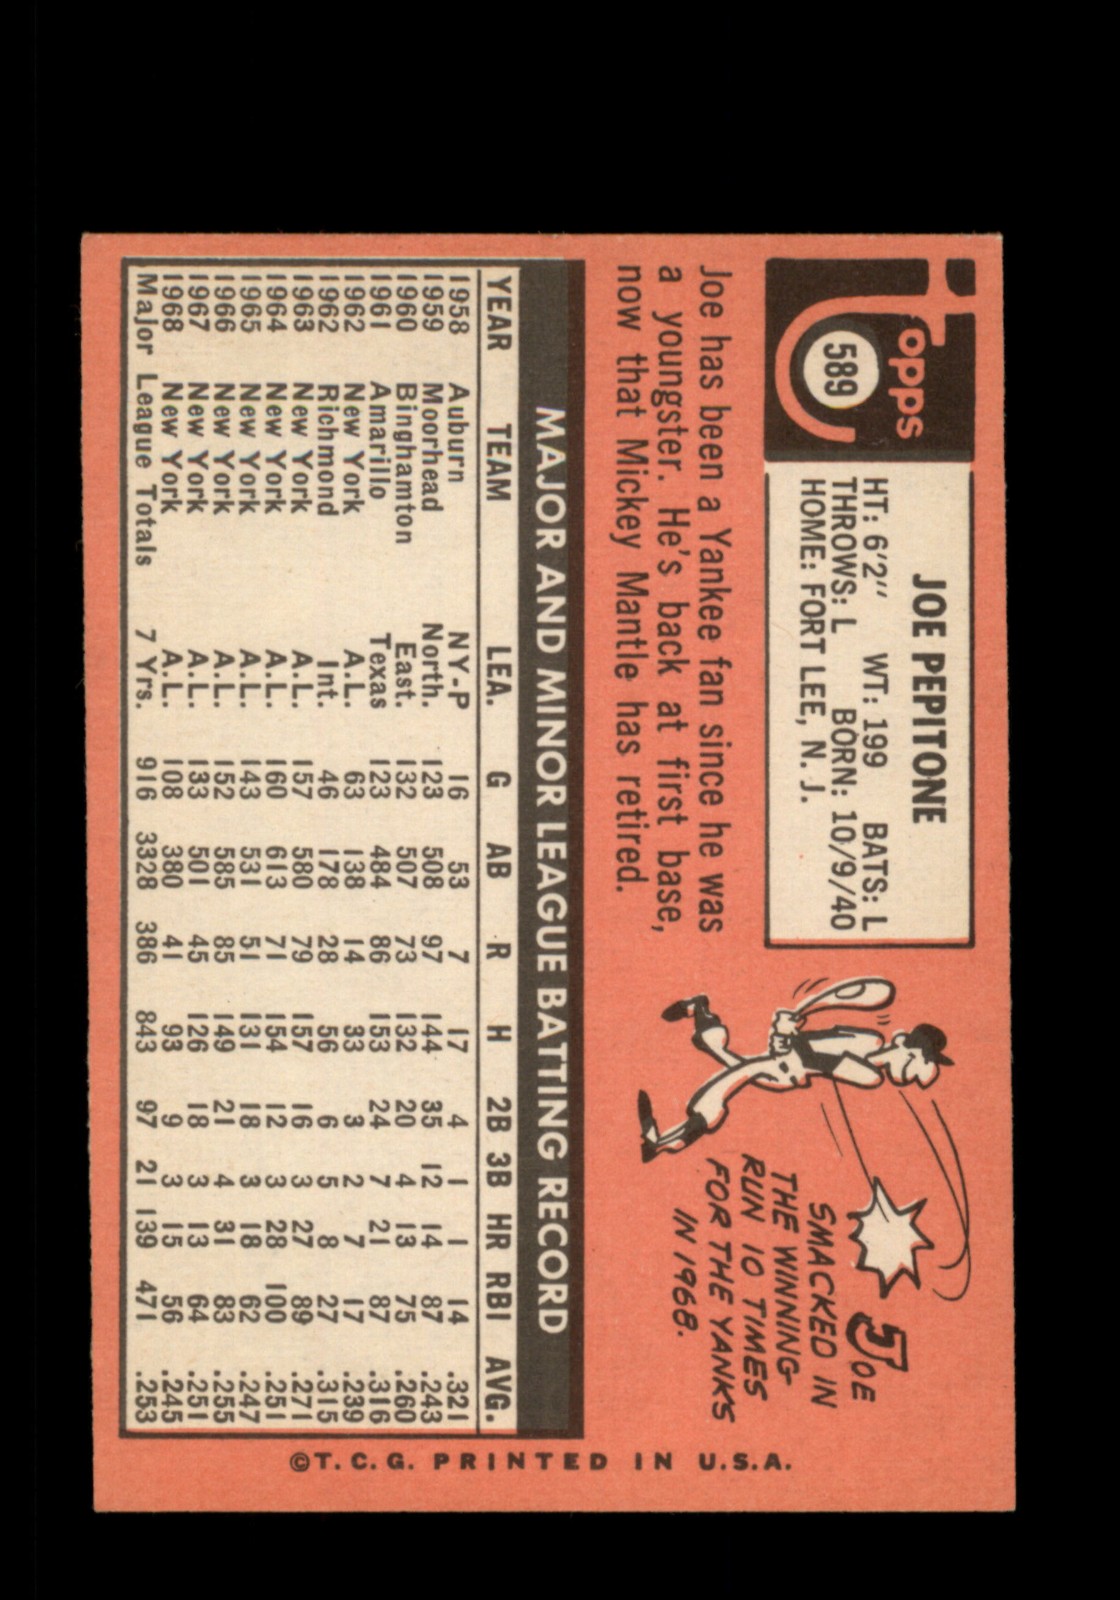 Topps
589
JOE PEPITONE
HT: 6'2" WT: 199 BATS: L
THROWS: L BORN: 10/9/40
HOME: FORT LEE, N. J.
Joe has been a Yankee fan since he was
a youngster. He's back at first base,
now that Mickey Mantle has retired.
JOE
SMACKED IN
THE WINNING
RUN 10 TIMES
FOR THE YANKS
IN 1968.
MAJOR AND MINOR LEAGUE BATTING RECORD
YEAR TEAM LEA. G AB R H 2B 3B HR RBI AVG.
1958 Auburn NY-P 16 53 7 17 4 1 1 14 .321
1959 Moorhead North. 123 508 97 144 35 12 14 87 .243
1960 Binghamton East. 132 507 73 132 20 4 13 75 .260
1961 Amarillo Texas 123 484 86 153 24 7 21 87 .316
1962 New York A.L. 63 138 14 33 3 2 7 17 .239
1962 Richmond Int. 46 178 28 56 6 5 8 27 .315
1963 New York A.L. 157 580 79 157 16 3 27 89 .271
1964 New York A.L. 160 613 71 154 12 3 28 100 .251
1965 New York A.L. 143 531 51 131 18 3 18 62 .247
1966 New York A.L. 152 585 85 149 21 4 31 83 .255
1967 New York A.L. 133 501 45 126 18 3 13 64 .251
1968 New York A.L. 108 380 41 93 9 3 15 56 .245
Major League Totals 7 Yrs. 916 3328 386 843 97 21 139 471 .253
©T. C. G. PRINTED IN U.S.A.